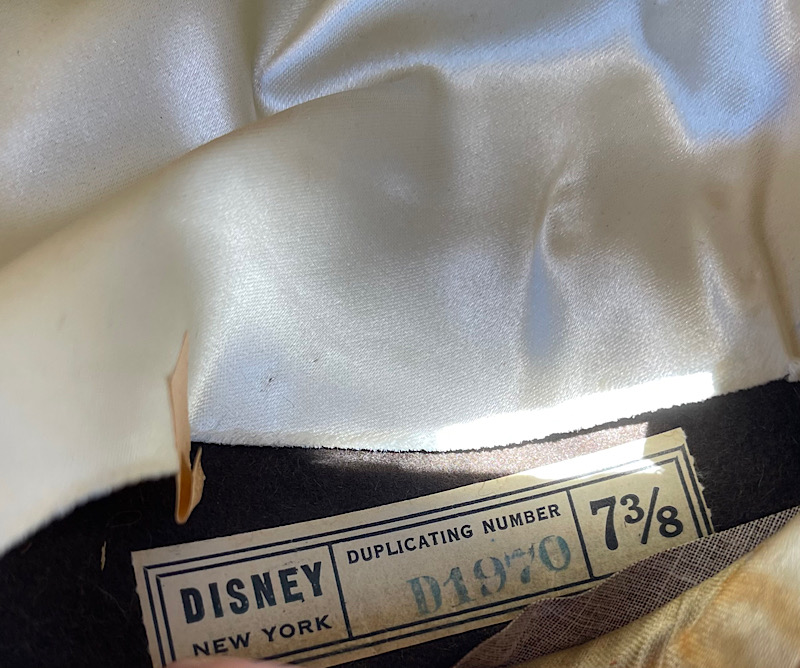 DISNEY
NEW YORK
DUPLICATING NUMBER
D1970
7 3/8